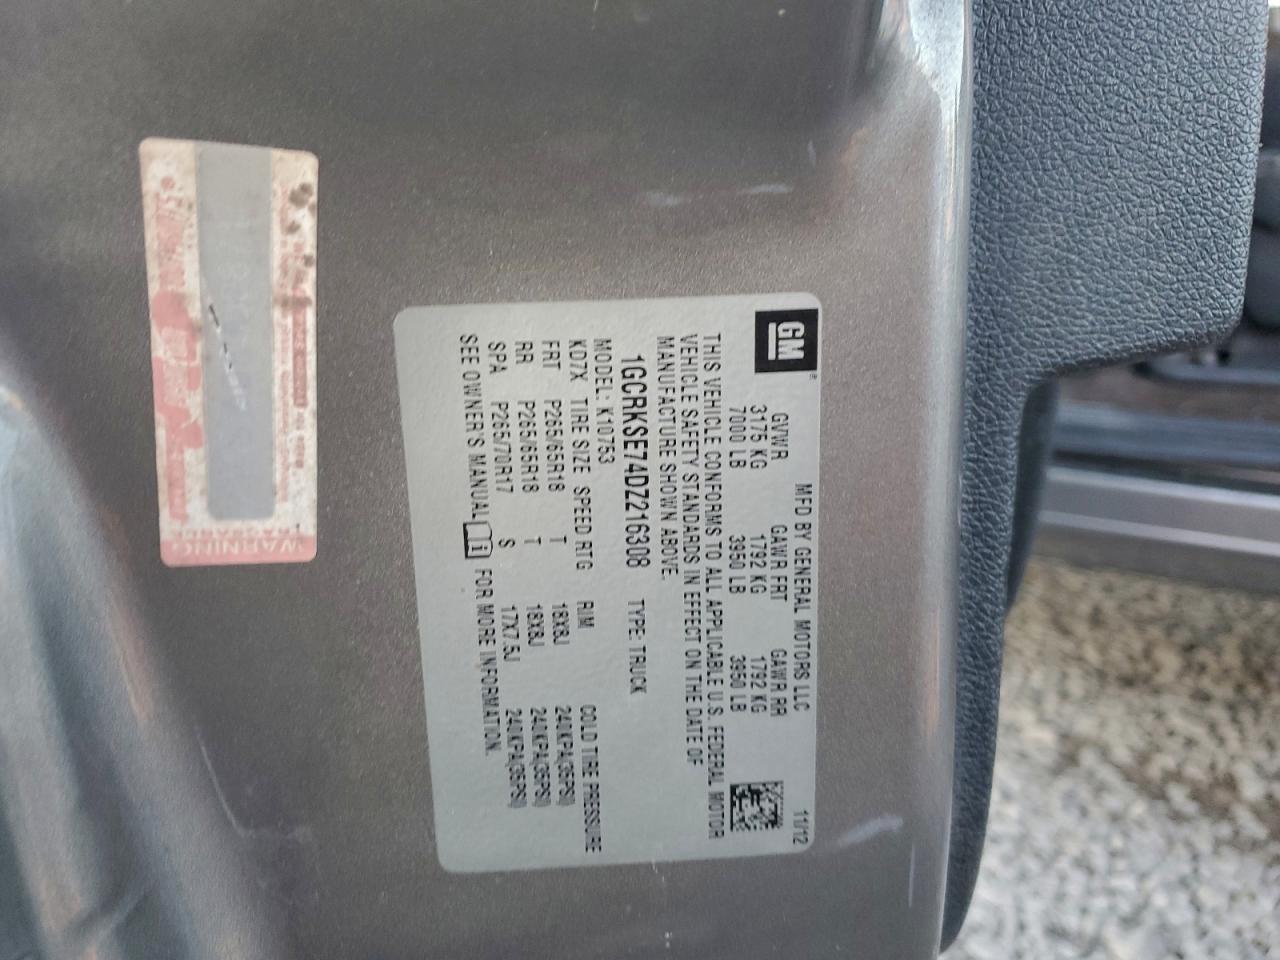 GM
MFD BY GENERAL MOTORS LLC 11/12
GVWR GAWR FRT GAWR RR
3175 KG 1792 KG 1792 KG
7000 LB 3950 LB 3950 LB
THIS VEHICLE CONFORMS TO ALL APPLICABLE U.S. FEDERAL MOTOR
VEHICLE SAFETY STANDARDS IN EFFECT ON THE DATE OF
MANUFACTURE SHOWN ABOVE.
1GCRKSE74DZ216308 TYPE: TRUCK
MODEL: K10753
KD7X TIRE SIZE SPEED RTG RIM COLD TIRE PRESSURE
FRT P265/65R18 T 18X8J 242KPA(35PSI)
RR P265/65R18 T 18X8J 242KPA(35PSI)
SPA P265/70R17 S 17X7.5J 240KPA(35PSI)
SEE OWNER'S MANUAL i FOR MORE INFORMATION.
WARNING